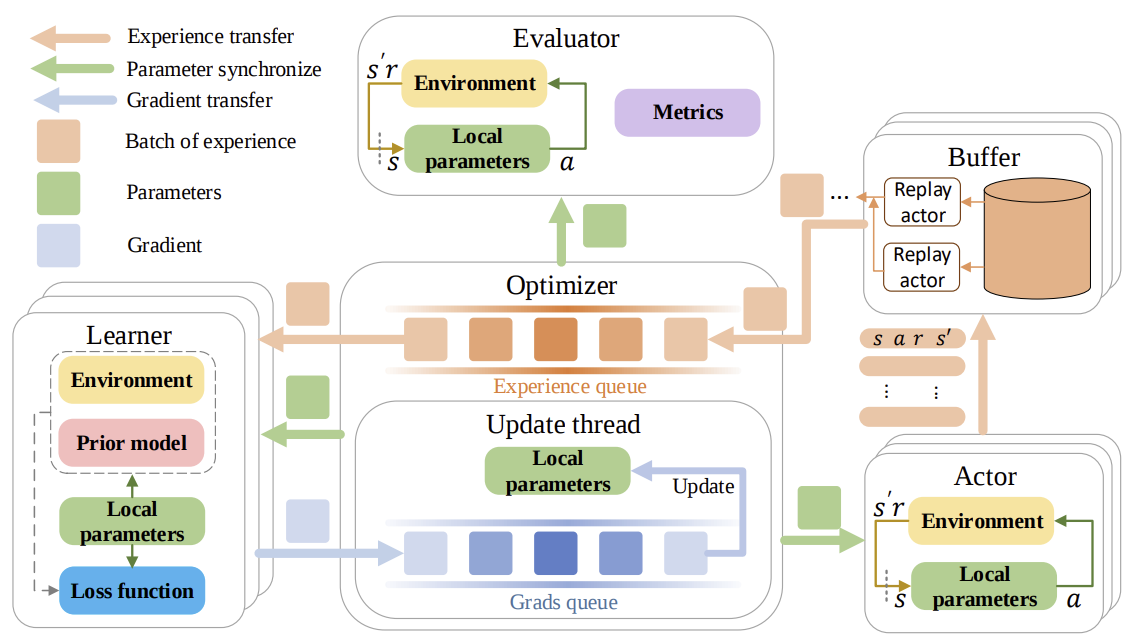 Experience transfer
Parameter synchronize
Gradient transfer
Batch of experience
Parameters
Gradient
Evaluator
s′r
Environment
Local
parameters
s
a
Metrics
Buffer
Replay
actor
Replay
actor
...
s a r s′
⋮ ⋮
Optimizer
Experience queue
Update thread
Local
parameters
Update
Grads queue
Learner
Environment
Prior model
Local
parameters
Loss function
Actor
s′r
Environment
Local
parameters
s
a